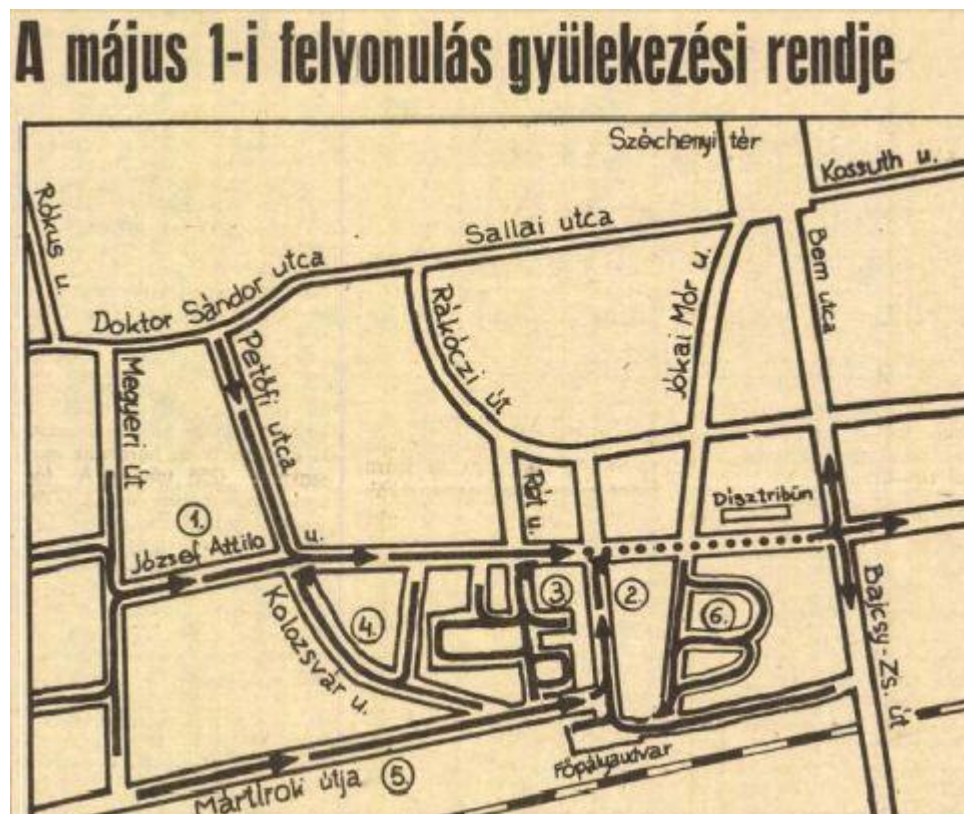 A május 1-i felvonulás gyülekezési rendje
Széchenyi tér
Kossuth u.
Rókus u.
Sallai utca
Doktor Sándor utca
Bem utca
Rákóczi út
Jókai Mór u.
Petőfi utca
Megyeri út
Rét u.
Dísztribün
1.
u.
József Attila
3
2.
Bajcsy-Zs. út
4.
6.
Kolozsvár u.
Főpályaudvar
Mártírok útja
5